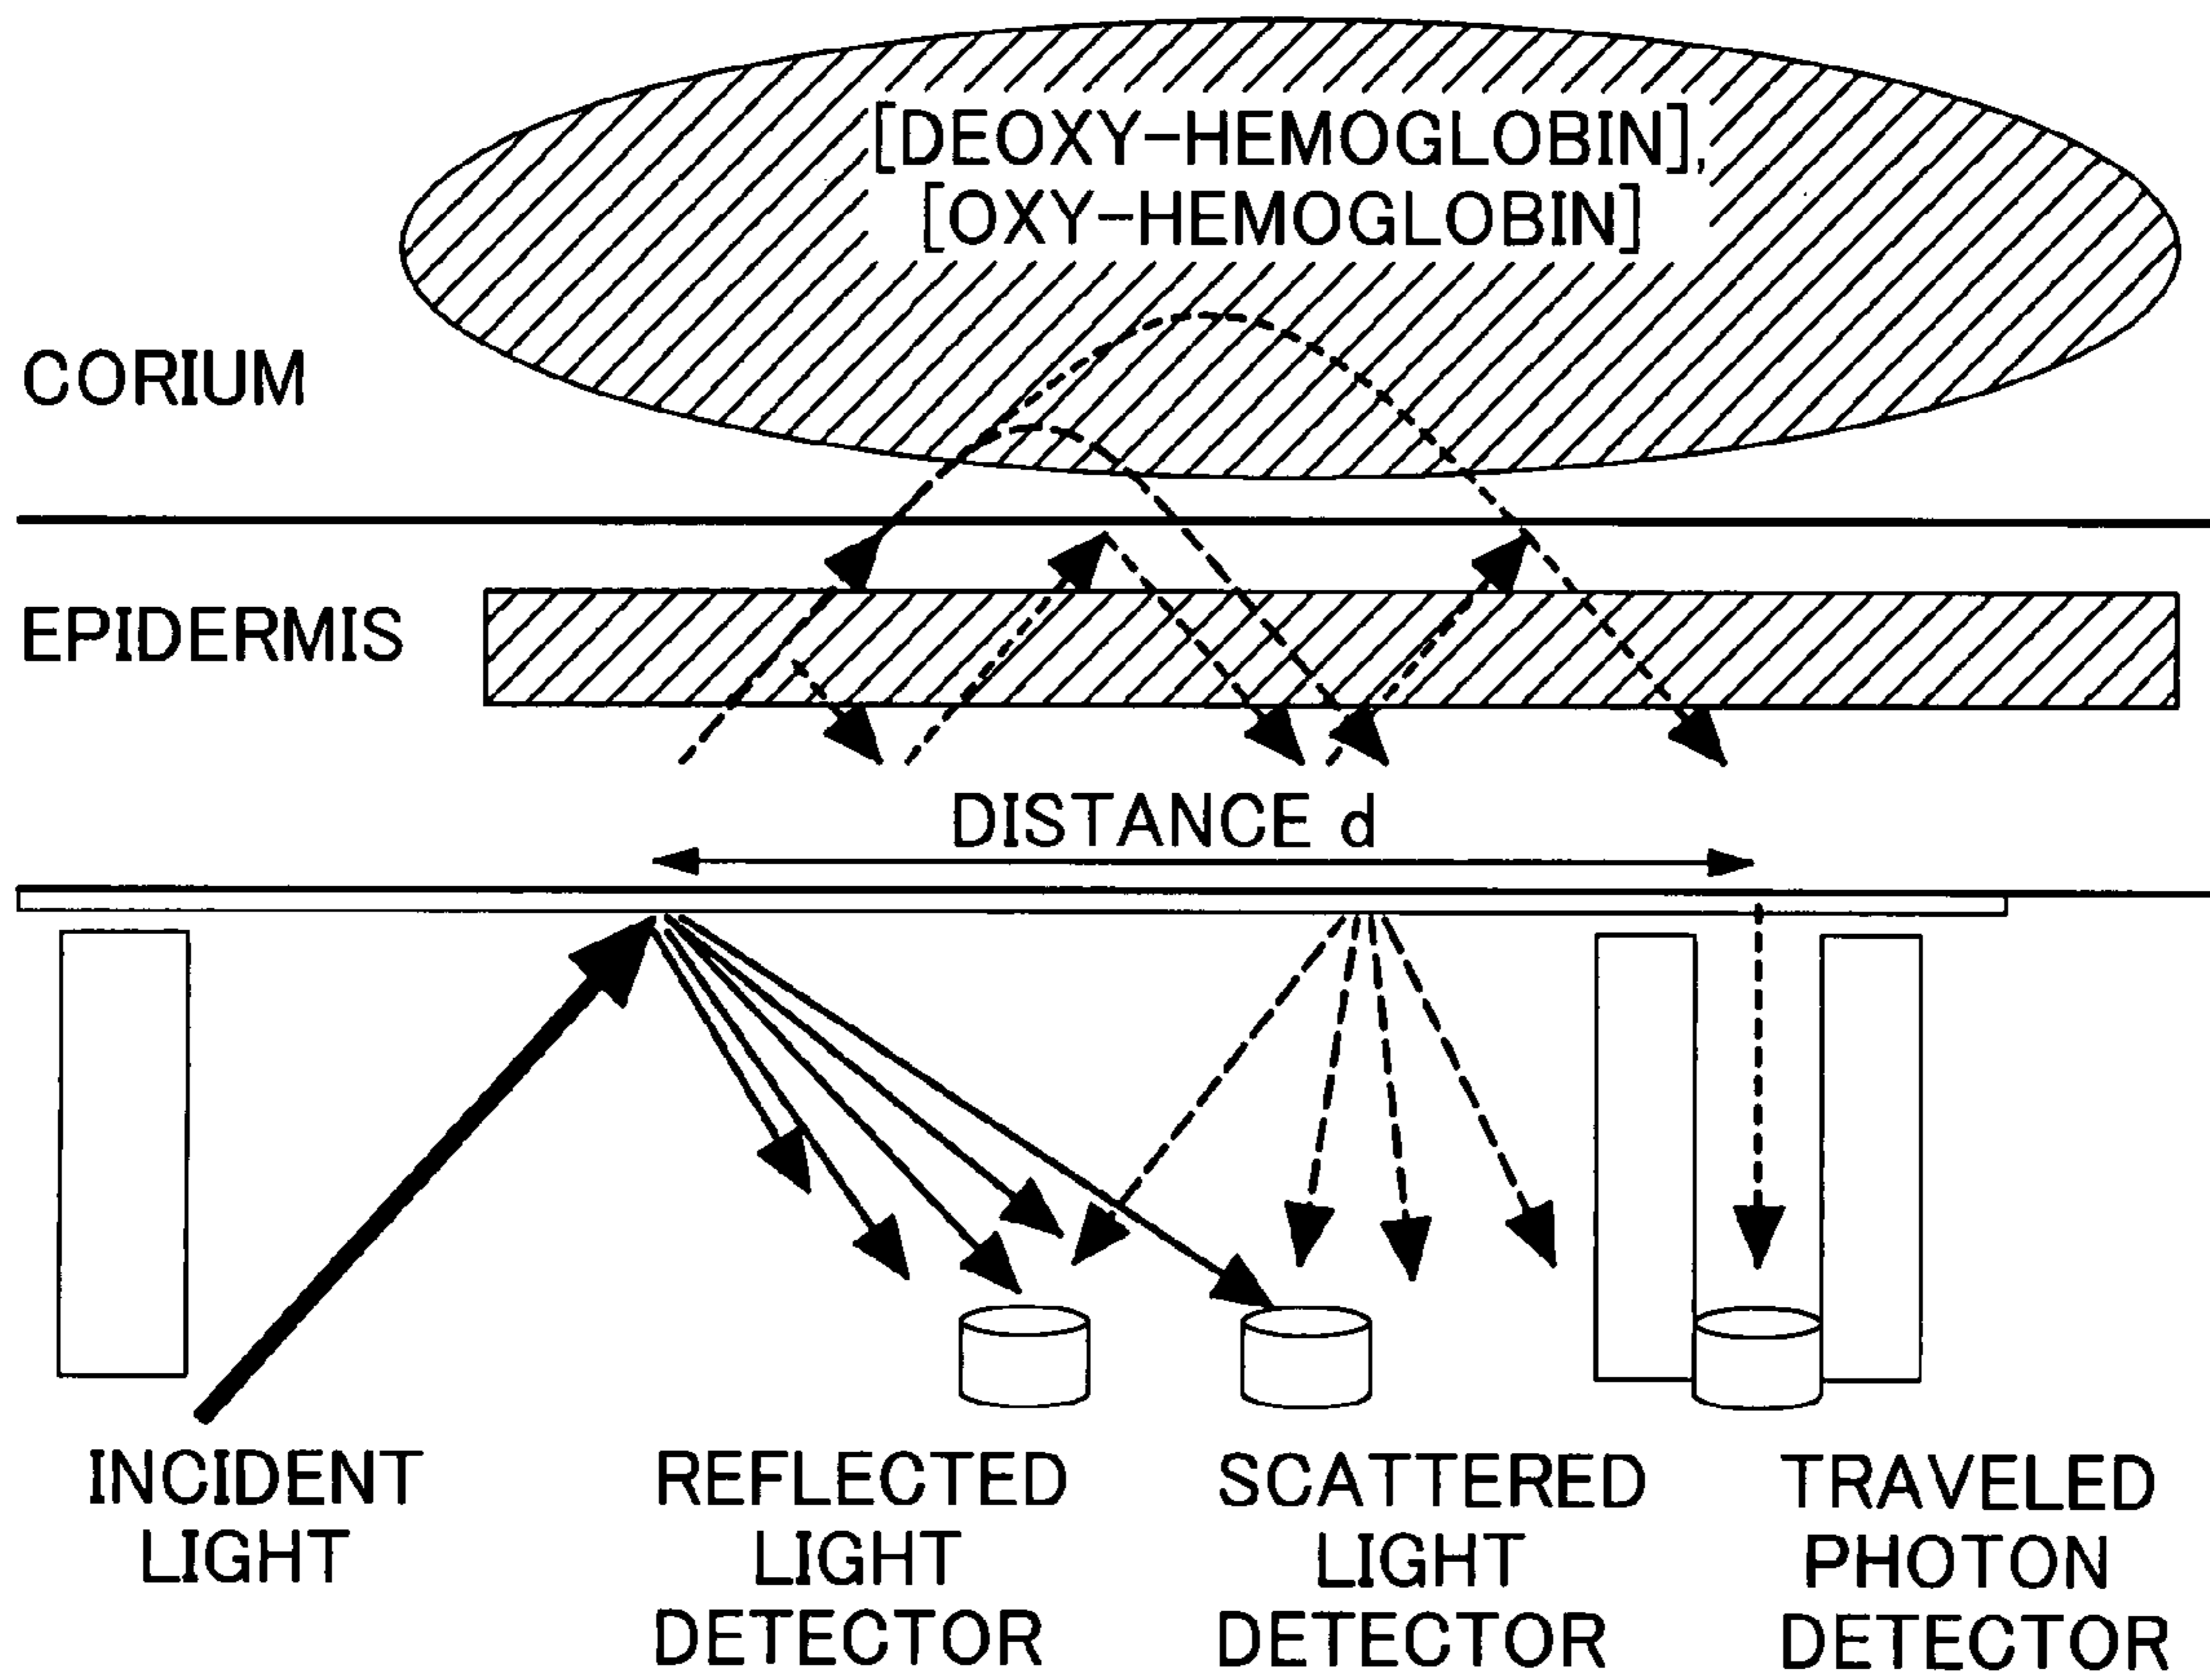 [DEOXY-HEMOGLOBIN],
[OXY-HEMOGLOBIN]
CORIUM
EPIDERMIS
DISTANCE d
INCIDENT
LIGHT
REFLECTED
LIGHT
DETECTOR
SCATTERED
LIGHT
DETECTOR
TRAVELED
PHOTON
DETECTOR